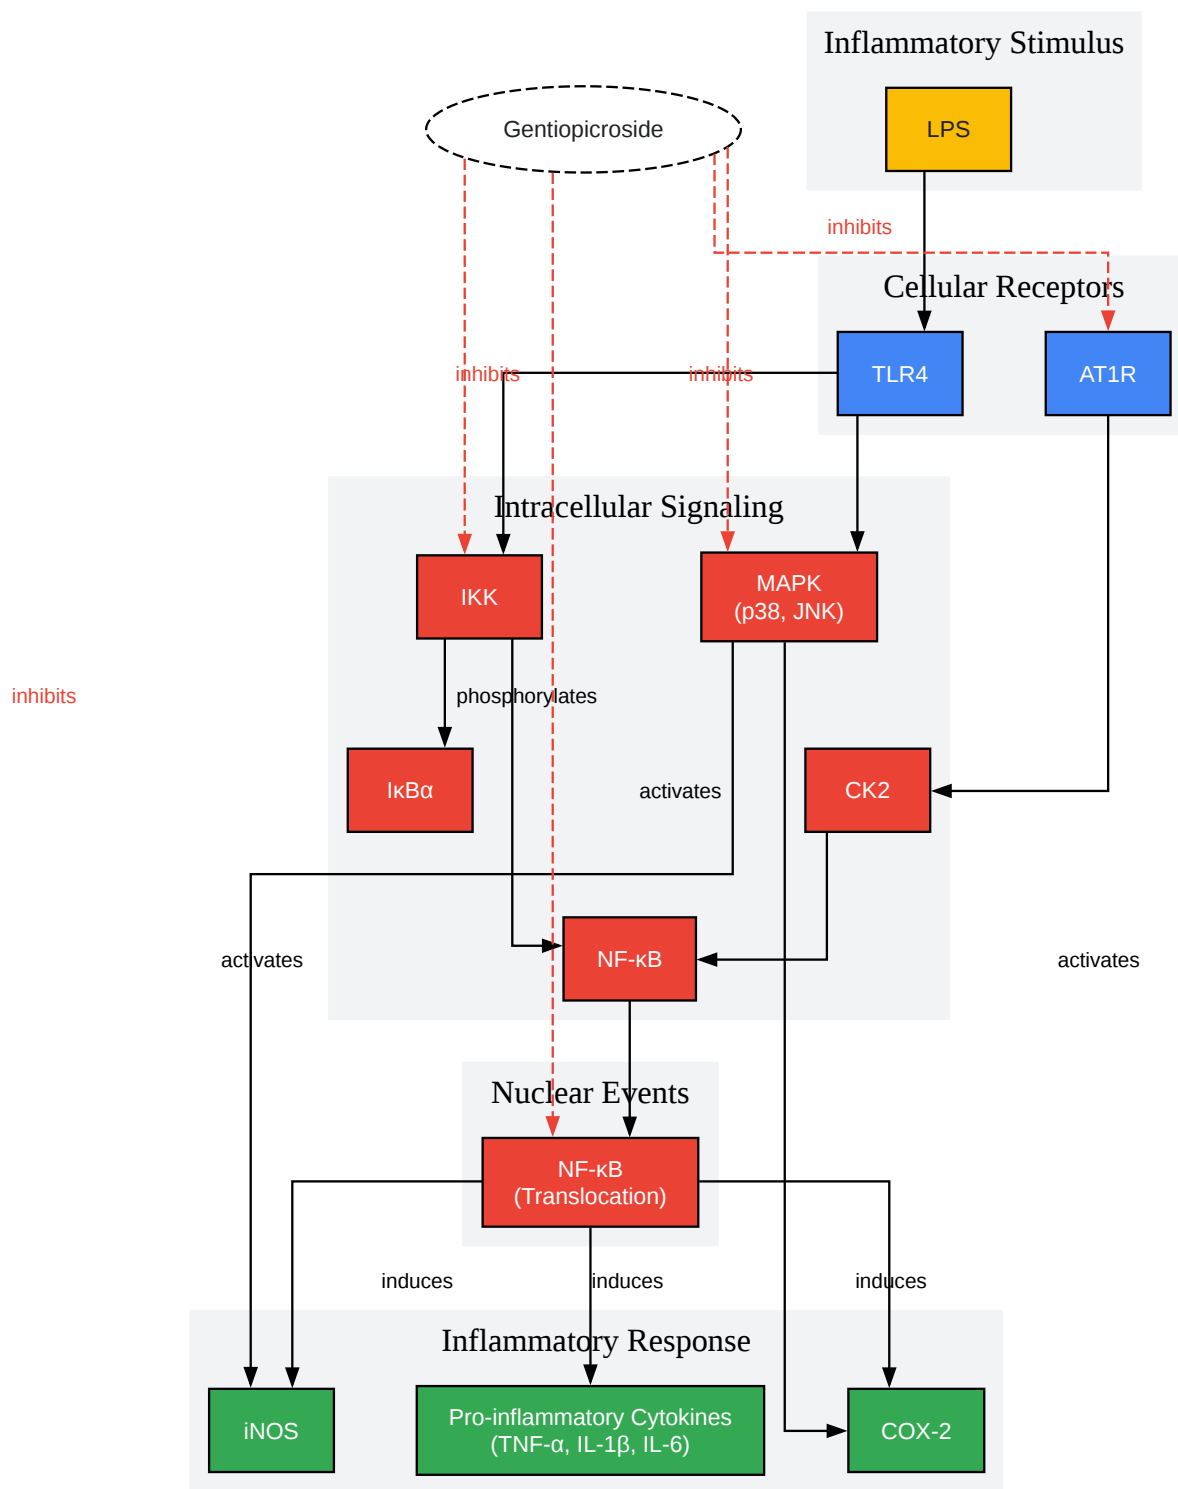 Inflammatory Stimulus
Gentiopicroside
LPS
inhibits
Cellular Receptors
inhibits
inhibits
TLR4
AT1R
Intracellular Signaling
IKK
MAPK
(p38, JNK)
inhibits
phosphorylates
IκBα
activates
CK2
activates
NF-κB
activates
Nuclear Events
NF-κB
(Translocation)
induces
induces
induces
Inflammatory Response
iNOS
Pro-inflammatory Cytokines
(TNF-α, IL-1β, IL-6)
COX-2